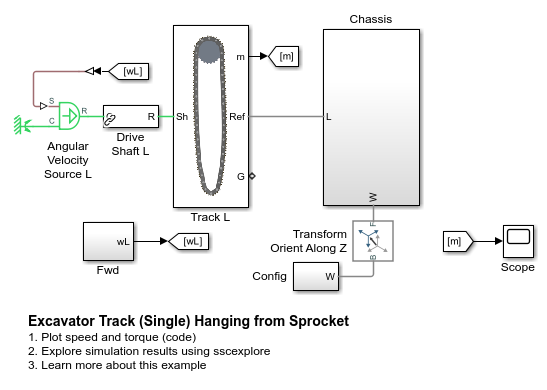 Chassis
[wL]
m
[m]
S
C
R
C
R
Sh
Ref
L
Angular
Velocity
Source L
Drive
Shaft L
G
Track L
W
wL
[wL]
Fwd
Transform
Orient Along Z
F
B
Config
W
[m]
Scope
Excavator Track (Single) Hanging from Sprocket
1. Plot speed and torque (code)
2. Explore simulation results using sscexplore
3. Learn more about this example